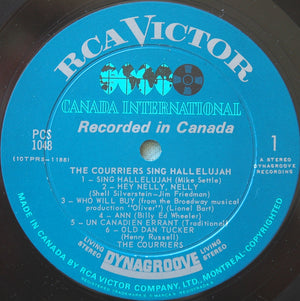 RCA VICTOR
CANADA INTERNATIONAL
Recorded in Canada
PCS
1048
(10TPRS-1188)
1
A STEREO
DYNAGROOVE
RECORDING
THE COURRIERS SING HALLELUJAH
1 – SING HALLELUJAH (Mike Settle)
2 – HEY NELLY, NELLY
(Shell Silverstein - Jim Friedman)
3 – WHO WILL BUY (from the Broadway musical
production "Oliver") (Lionel Bart)
4 – ANN (Billy Ed Wheeler)
5 – UN CANADIEN ERRANT (Traditional)
6 – OLD DAN TUCKER
(Henry Russell)
THE COURRIERS
LIVING STEREO
DYNAGROOVE
LIVING STEREO
MADE IN CANADA BY RCA VICTOR COMPANY, LTD., MONTREAL COPYRIGHTED